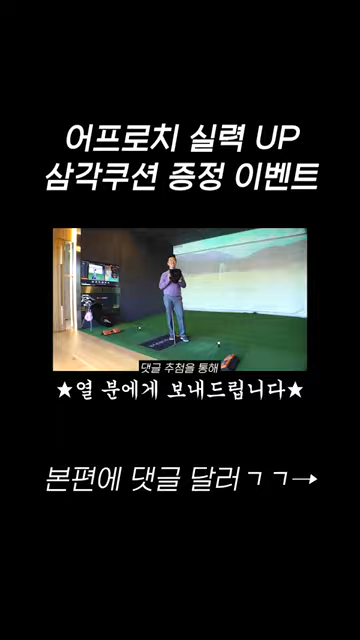 어프로치 실력 UP
삼각쿠션 증정 이벤트
댓글 추첨을 통해
★열 분에게 보내드립니다★
본편에 댓글 달러ㄱㄱ→